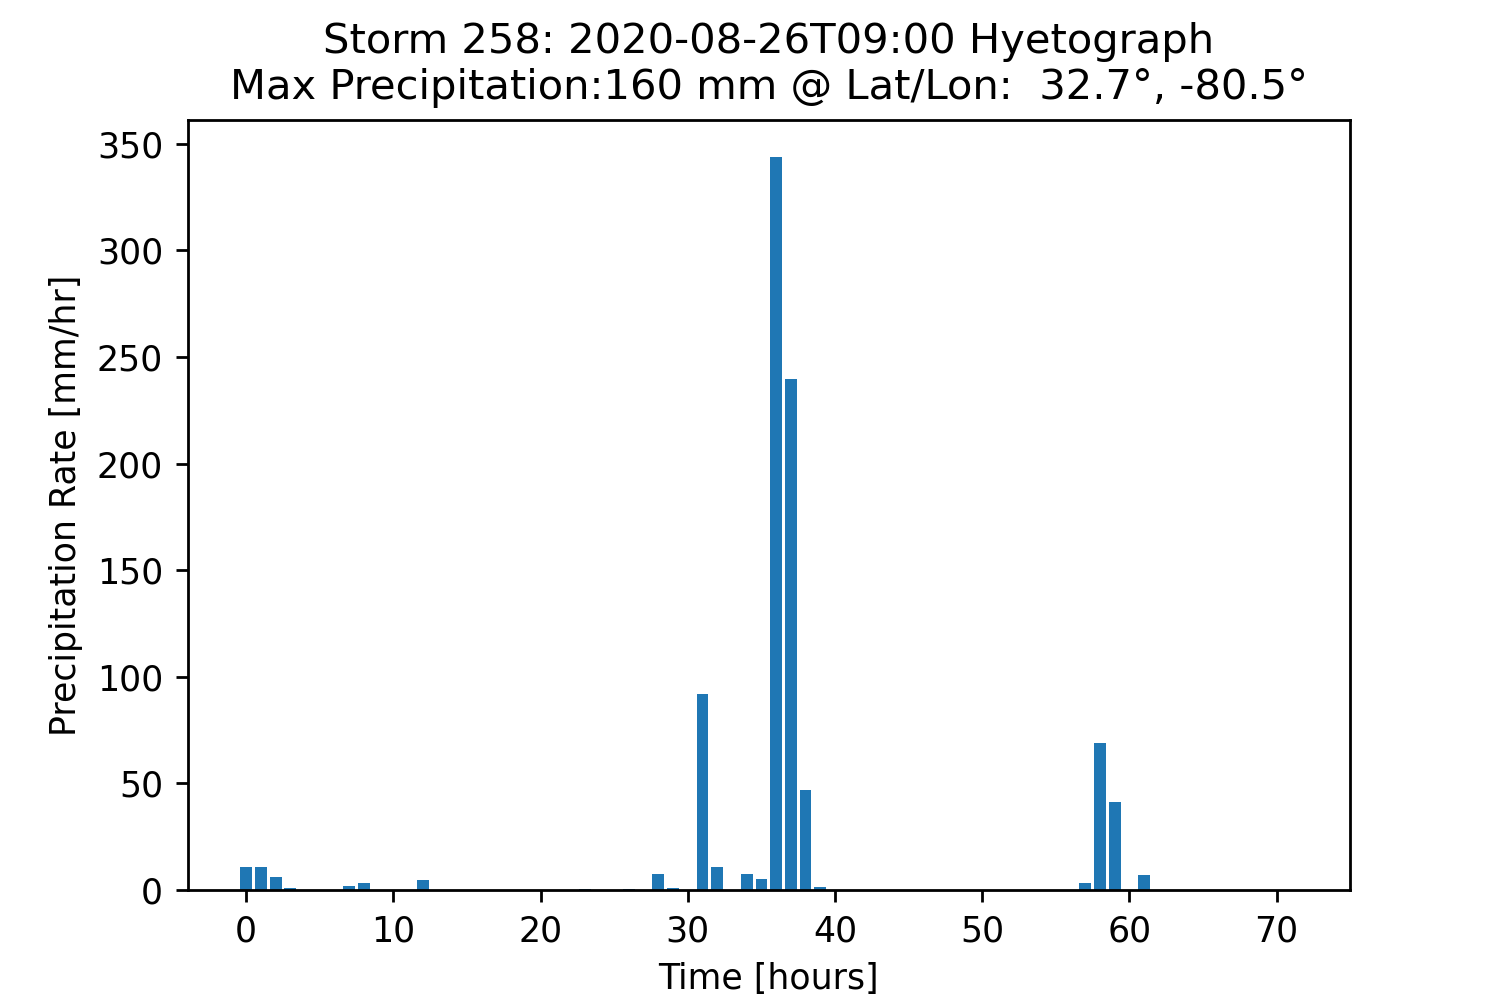 Storm 258: 2020-08-26T09:00 Hyetograph
Max Precipitation:160 mm @ Lat/Lon:  32.7°, -80.5°
Precipitation Rate [mm/hr]
350
300
250
200
150
100
50
0
0 10 20 30 40 50 60 70
Time [hours]